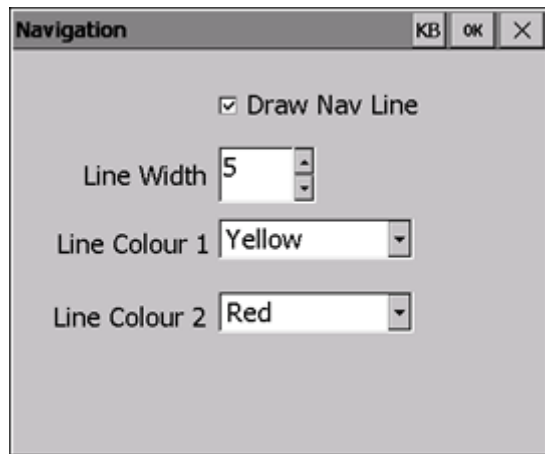 Navigation KB OK
Draw Nav Line
Line Width 5
Line Colour 1 Yellow
Line Colour 2 Red